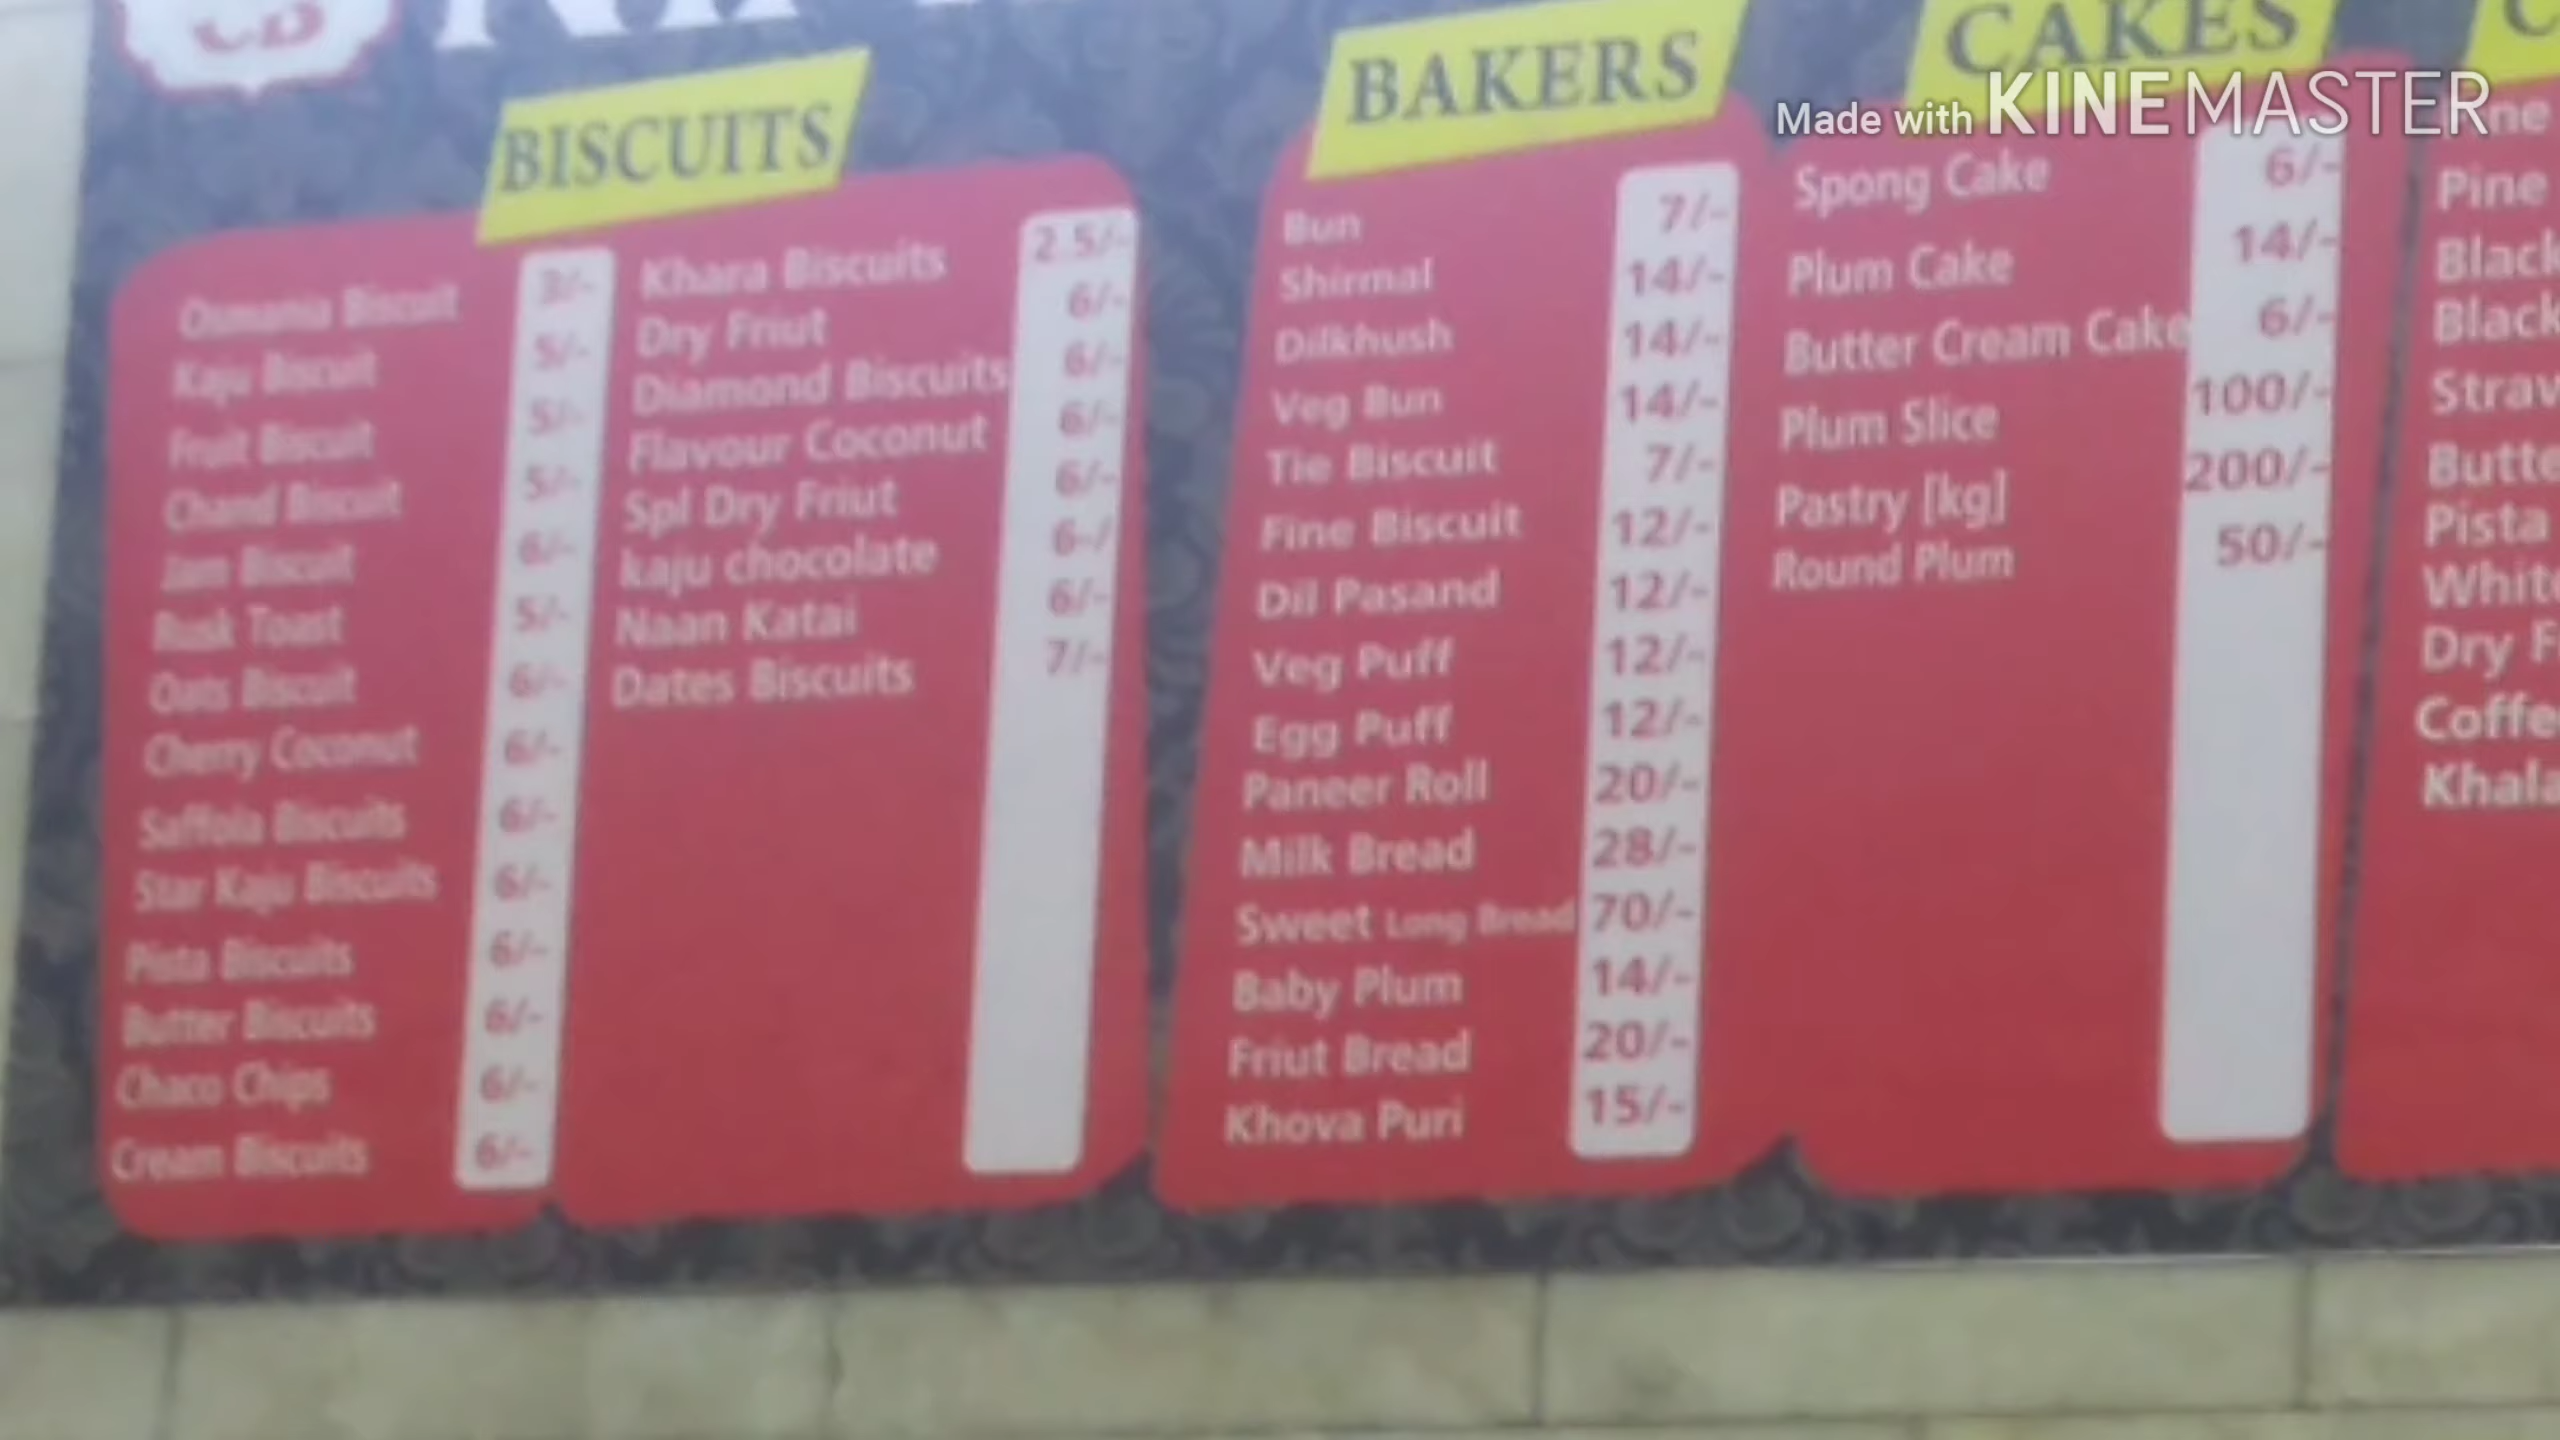 CB
BISCUITS
Osmania Biscuit 3/-
Kaju Biscuit 5/-
Fruit Biscuit 5/-
Chand Biscuit 5/-
Jam Biscuit 6/-
Rusk Toast 5/-
Oats Biscuit 6/-
Cherry Coconut 6/-
Saffola Biscuits 6/-
Star Kaju Biscuits 6/-
Pista Biscuits 6/-
Butter Biscuits 6/-
Chaco Chips 6/-
Cream Biscuits 6/-
Khara Biscuits 2.5/-
Dry Friut 6/-
Diamond Biscuits 6/-
Flavour Coconut 6/-
Spl Dry Friut 6/-
kaju chocolate 6-/
Naan Katai 6/-
Dates Biscuits 7/-
BAKERS
Bun 7/-
Shirmal 14/-
Dilkhush 14/-
Veg Bun 14/-
Tie Biscuit 7/-
Fine Biscuit 12/-
Dil Pasand 12/-
Veg Puff 12/-
Egg Puff 12/-
Paneer Roll 20/-
Milk Bread 28/-
Sweet Long Bread 70/-
Baby Plum 14/-
Friut Bread 20/-
Khova Puri 15/-
CAKES
Made with KINEMASTER
Spong Cake 6/-
Plum Cake 14/-
Butter Cream Cake 6/-
Plum Slice 100/-
Pastry [kg] 200/-
Round Plum 50/-
Pine
Black
Black
Pista
Dry